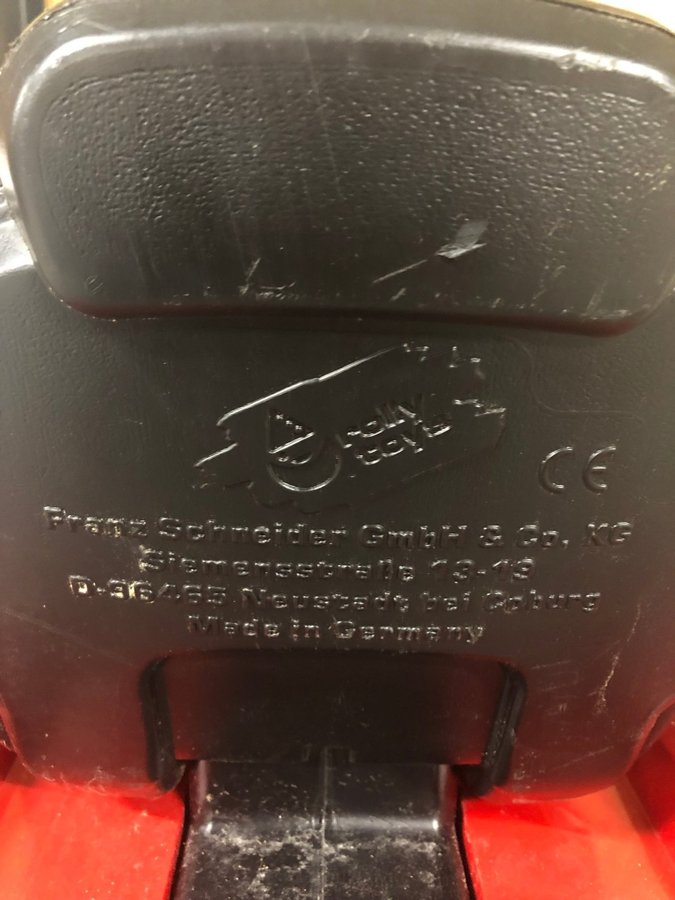 rolly
toys
CE
Franz Schneider GmbH & Co. KG
Siemensstraße 13-19
D-96465 Neustadt bei Coburg
Made in Germany